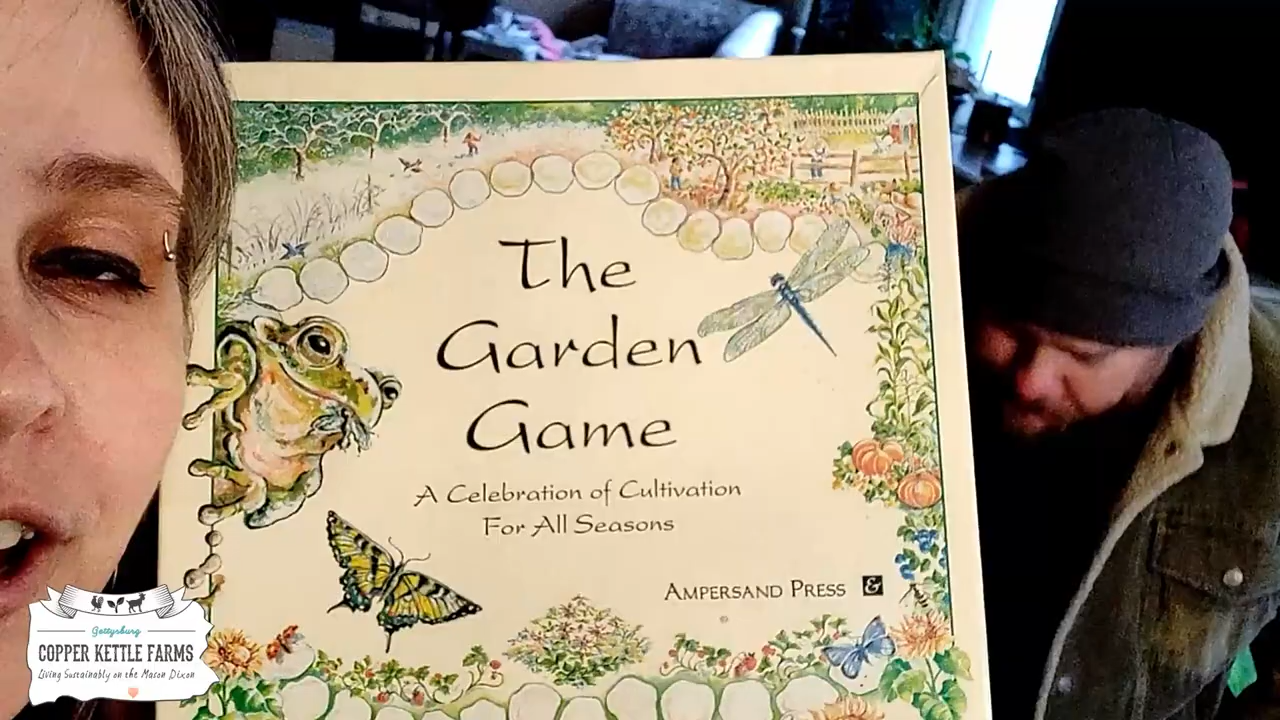 The
Garden
Game
A Celebration of Cultivation
For All Seasons
AMPERSAND PRESS &
Gettysburg
COPPER KETTLE FARMS
Living Sustainably on the Mason Dixon